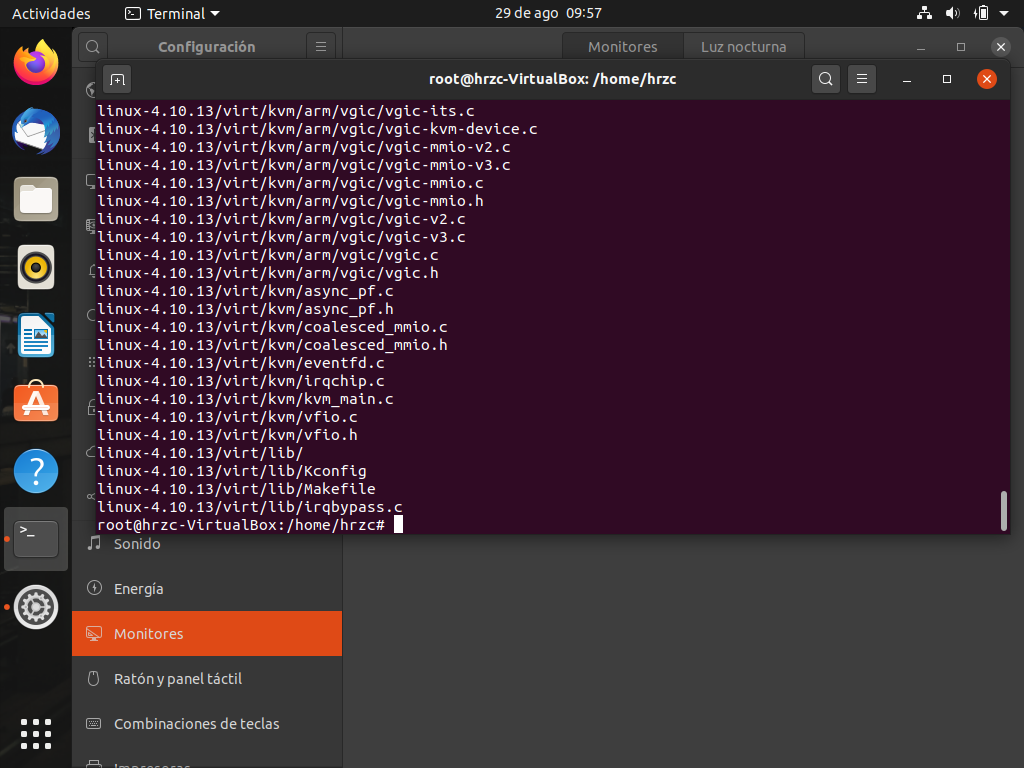 Actividades
Terminal
29 de ago 09:57
Configuración
Monitores
Luz nocturna
root@hrzc-VirtualBox: /home/hrzc
linux-4.10.13/virt/kvm/arm/vgic/vgic-its.c
linux-4.10.13/virt/kvm/arm/vgic/vgic-kvm-device.c
linux-4.10.13/virt/kvm/arm/vgic/vgic-mmio-v2.c
linux-4.10.13/virt/kvm/arm/vgic/vgic-mmio-v3.c
linux-4.10.13/virt/kvm/arm/vgic/vgic-mmio.c
linux-4.10.13/virt/kvm/arm/vgic/vgic-mmio.h
linux-4.10.13/virt/kvm/arm/vgic/vgic-v2.c
linux-4.10.13/virt/kvm/arm/vgic/vgic-v3.c
linux-4.10.13/virt/kvm/arm/vgic/vgic.c
linux-4.10.13/virt/kvm/arm/vgic/vgic.h
linux-4.10.13/virt/kvm/async_pf.c
linux-4.10.13/virt/kvm/async_pf.h
linux-4.10.13/virt/kvm/coalesced_mmio.c
linux-4.10.13/virt/kvm/coalesced_mmio.h
linux-4.10.13/virt/kvm/eventfd.c
linux-4.10.13/virt/kvm/irqchip.c
linux-4.10.13/virt/kvm/kvm_main.c
linux-4.10.13/virt/kvm/vfio.c
linux-4.10.13/virt/kvm/vfio.h
linux-4.10.13/virt/lib/
linux-4.10.13/virt/lib/Kconfig
linux-4.10.13/virt/lib/Makefile
linux-4.10.13/virt/lib/irqbypass.c
root@hrzc-VirtualBox:/home/hrzc#
Sonido
Energía
Monitores
Ratón y panel táctil
Combinaciones de teclas
Impresoras